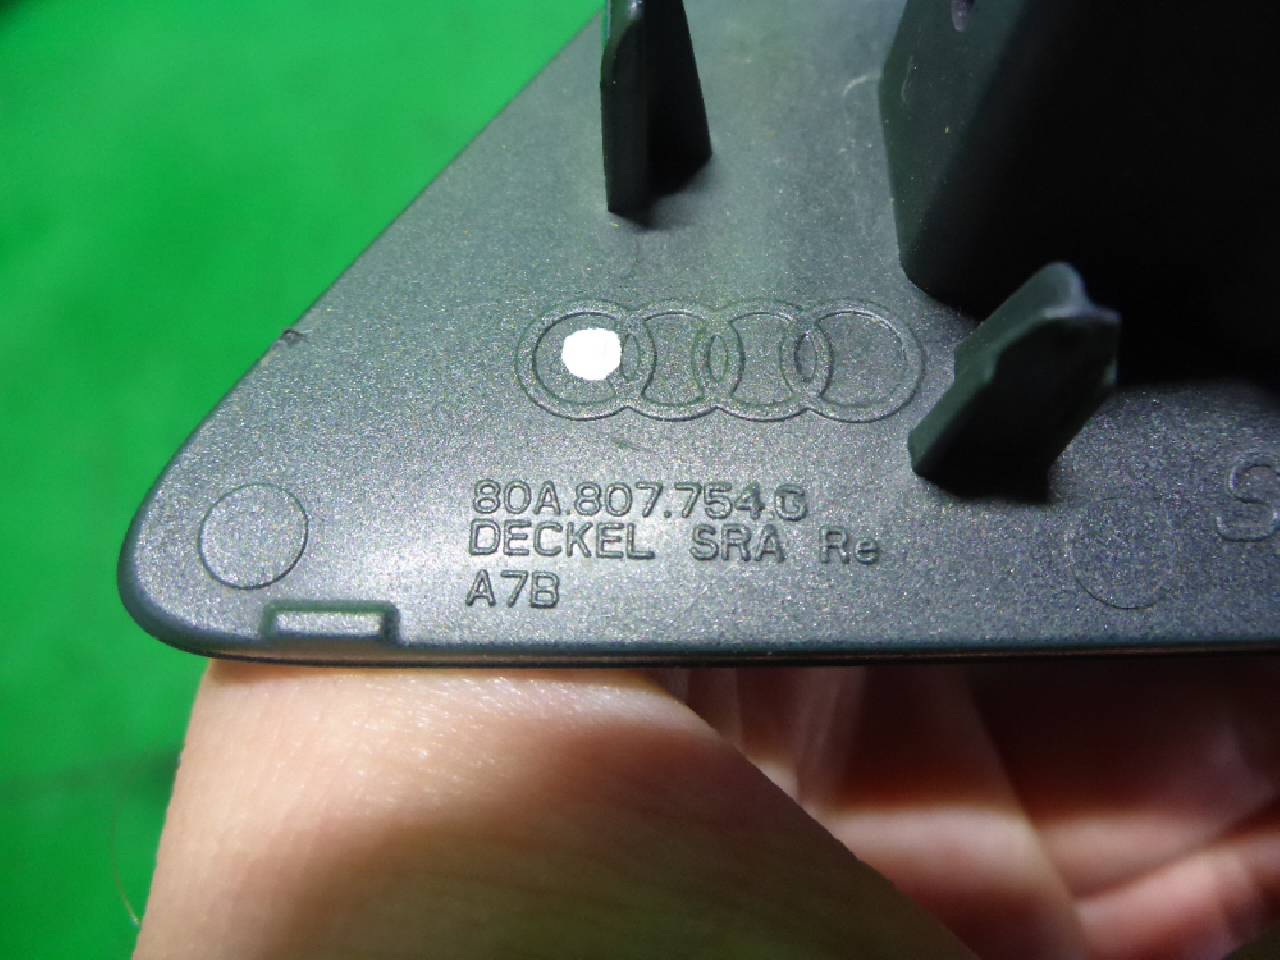 80A.807.754.G
DECKEL SRA Re
A7B
S